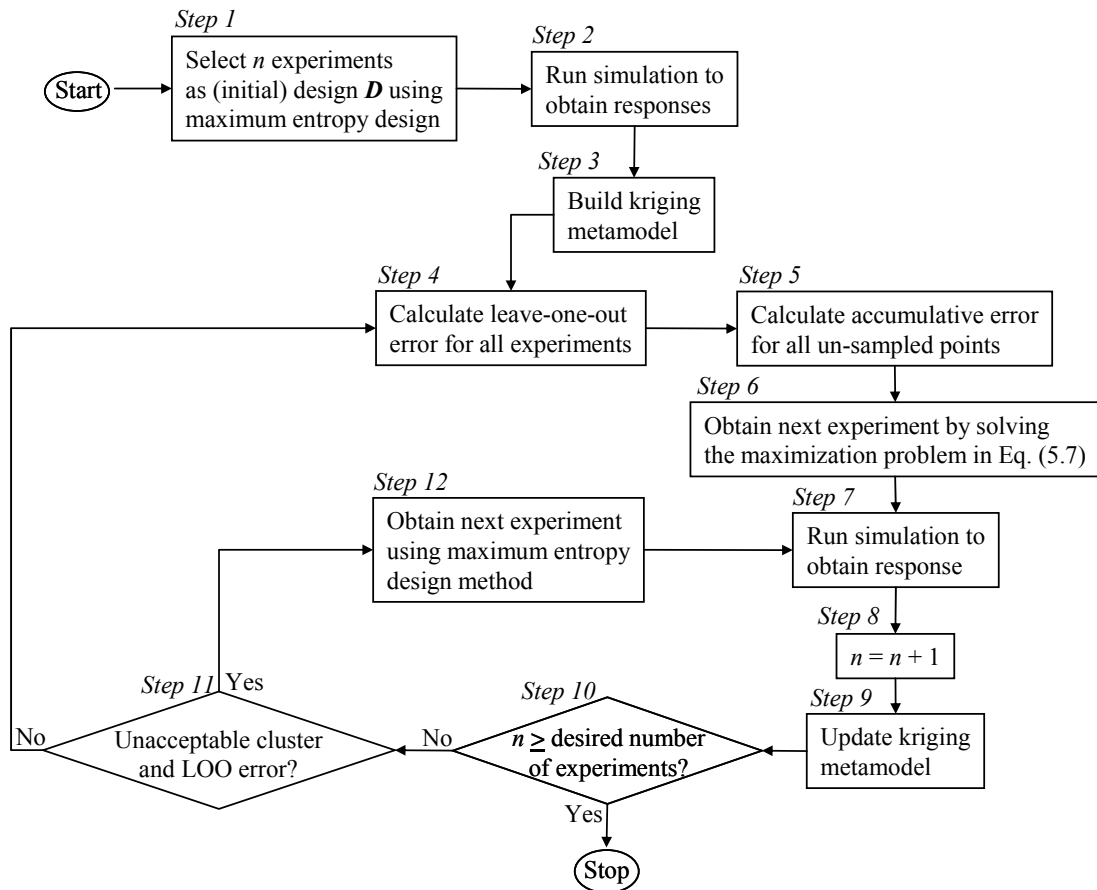 Start
Step 1
Select n experiments
as (initial) design D using
maximum entropy design
Step 2
Run simulation to
obtain responses
Step 3
Build kriging
metamodel
Step 4
Calculate leave-one-out
error for all experiments
Step 5
Calculate accumulative error
for all un-sampled points
Step 6
Obtain next experiment by solving
the maximization problem in Eq. (5.7)
Step 7
Run simulation to
obtain response
Step 8
n = n + 1
Step 9
Update kriging
metamodel
Step 10
n ≥ desired number
of experiments?
No
Yes
Stop
Step 11
Unacceptable cluster
and LOO error?
No
Yes
Step 12
Obtain next experiment
using maximum entropy
design method